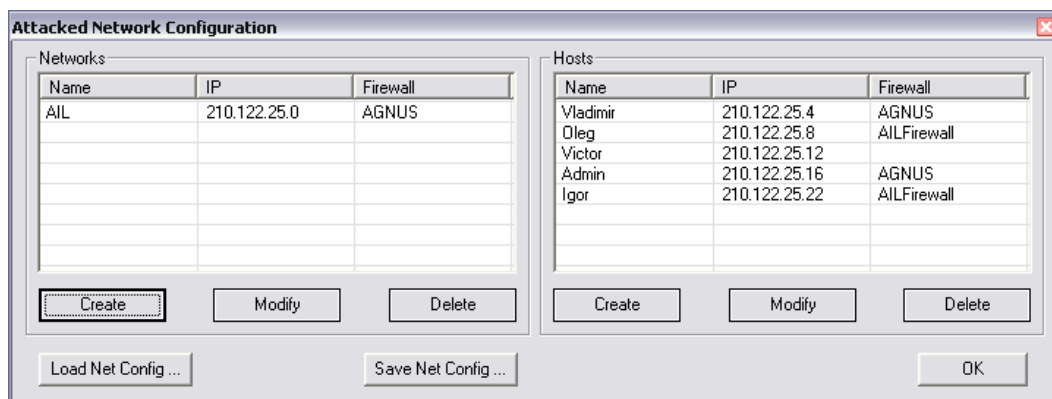 Attacked Network Configuration
Networks
Name IP Firewall
AIL 210.122.25.0 AGNUS
Create Modify Delete
Hosts
Name IP Firewall
Vladimir 210.122.25.4 AGNUS
Oleg 210.122.25.8 AILFirewall
Victor 210.122.25.12
Admin 210.122.25.16 AGNUS
Igor 210.122.25.22 AILFirewall
Create Modify Delete
Load Net Config ... Save Net Config ... OK